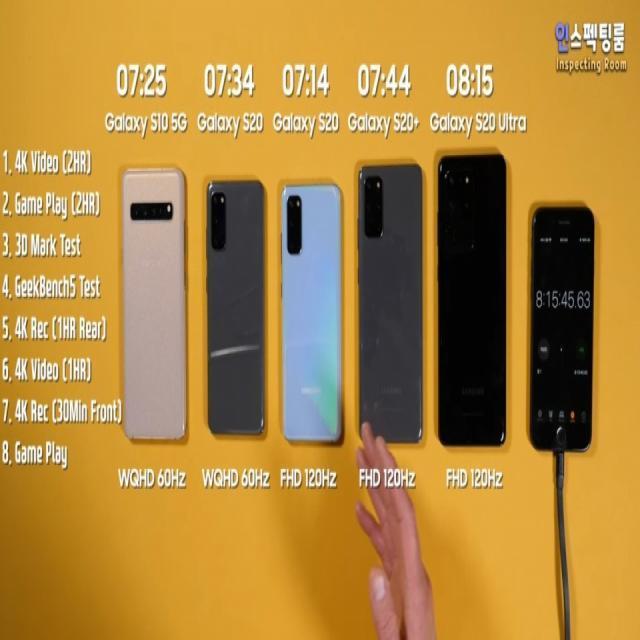 인스펙팅룸
Inspecting Room
07:25 07:34 07:14 07:44 08:15
Galaxy S10 5G Galaxy S20 Galaxy S20 Galaxy S20+ Galaxy S20 Ultra
1. 4K Video (2HR)
2. Game Play (2HR)
3. 3D Mark Test
4. GeekBench5 Test
5. 4K Rec (1HR Rear)
6. 4K Video (1HR)
7. 4K Rec (30Min Front)
8. Game Play
8:15:45.63
SAMSUNG
SAMSUNG
SAMSUNG
WQHD 60Hz WQHD 60Hz FHD 120Hz FHD 120Hz FHD 120Hz